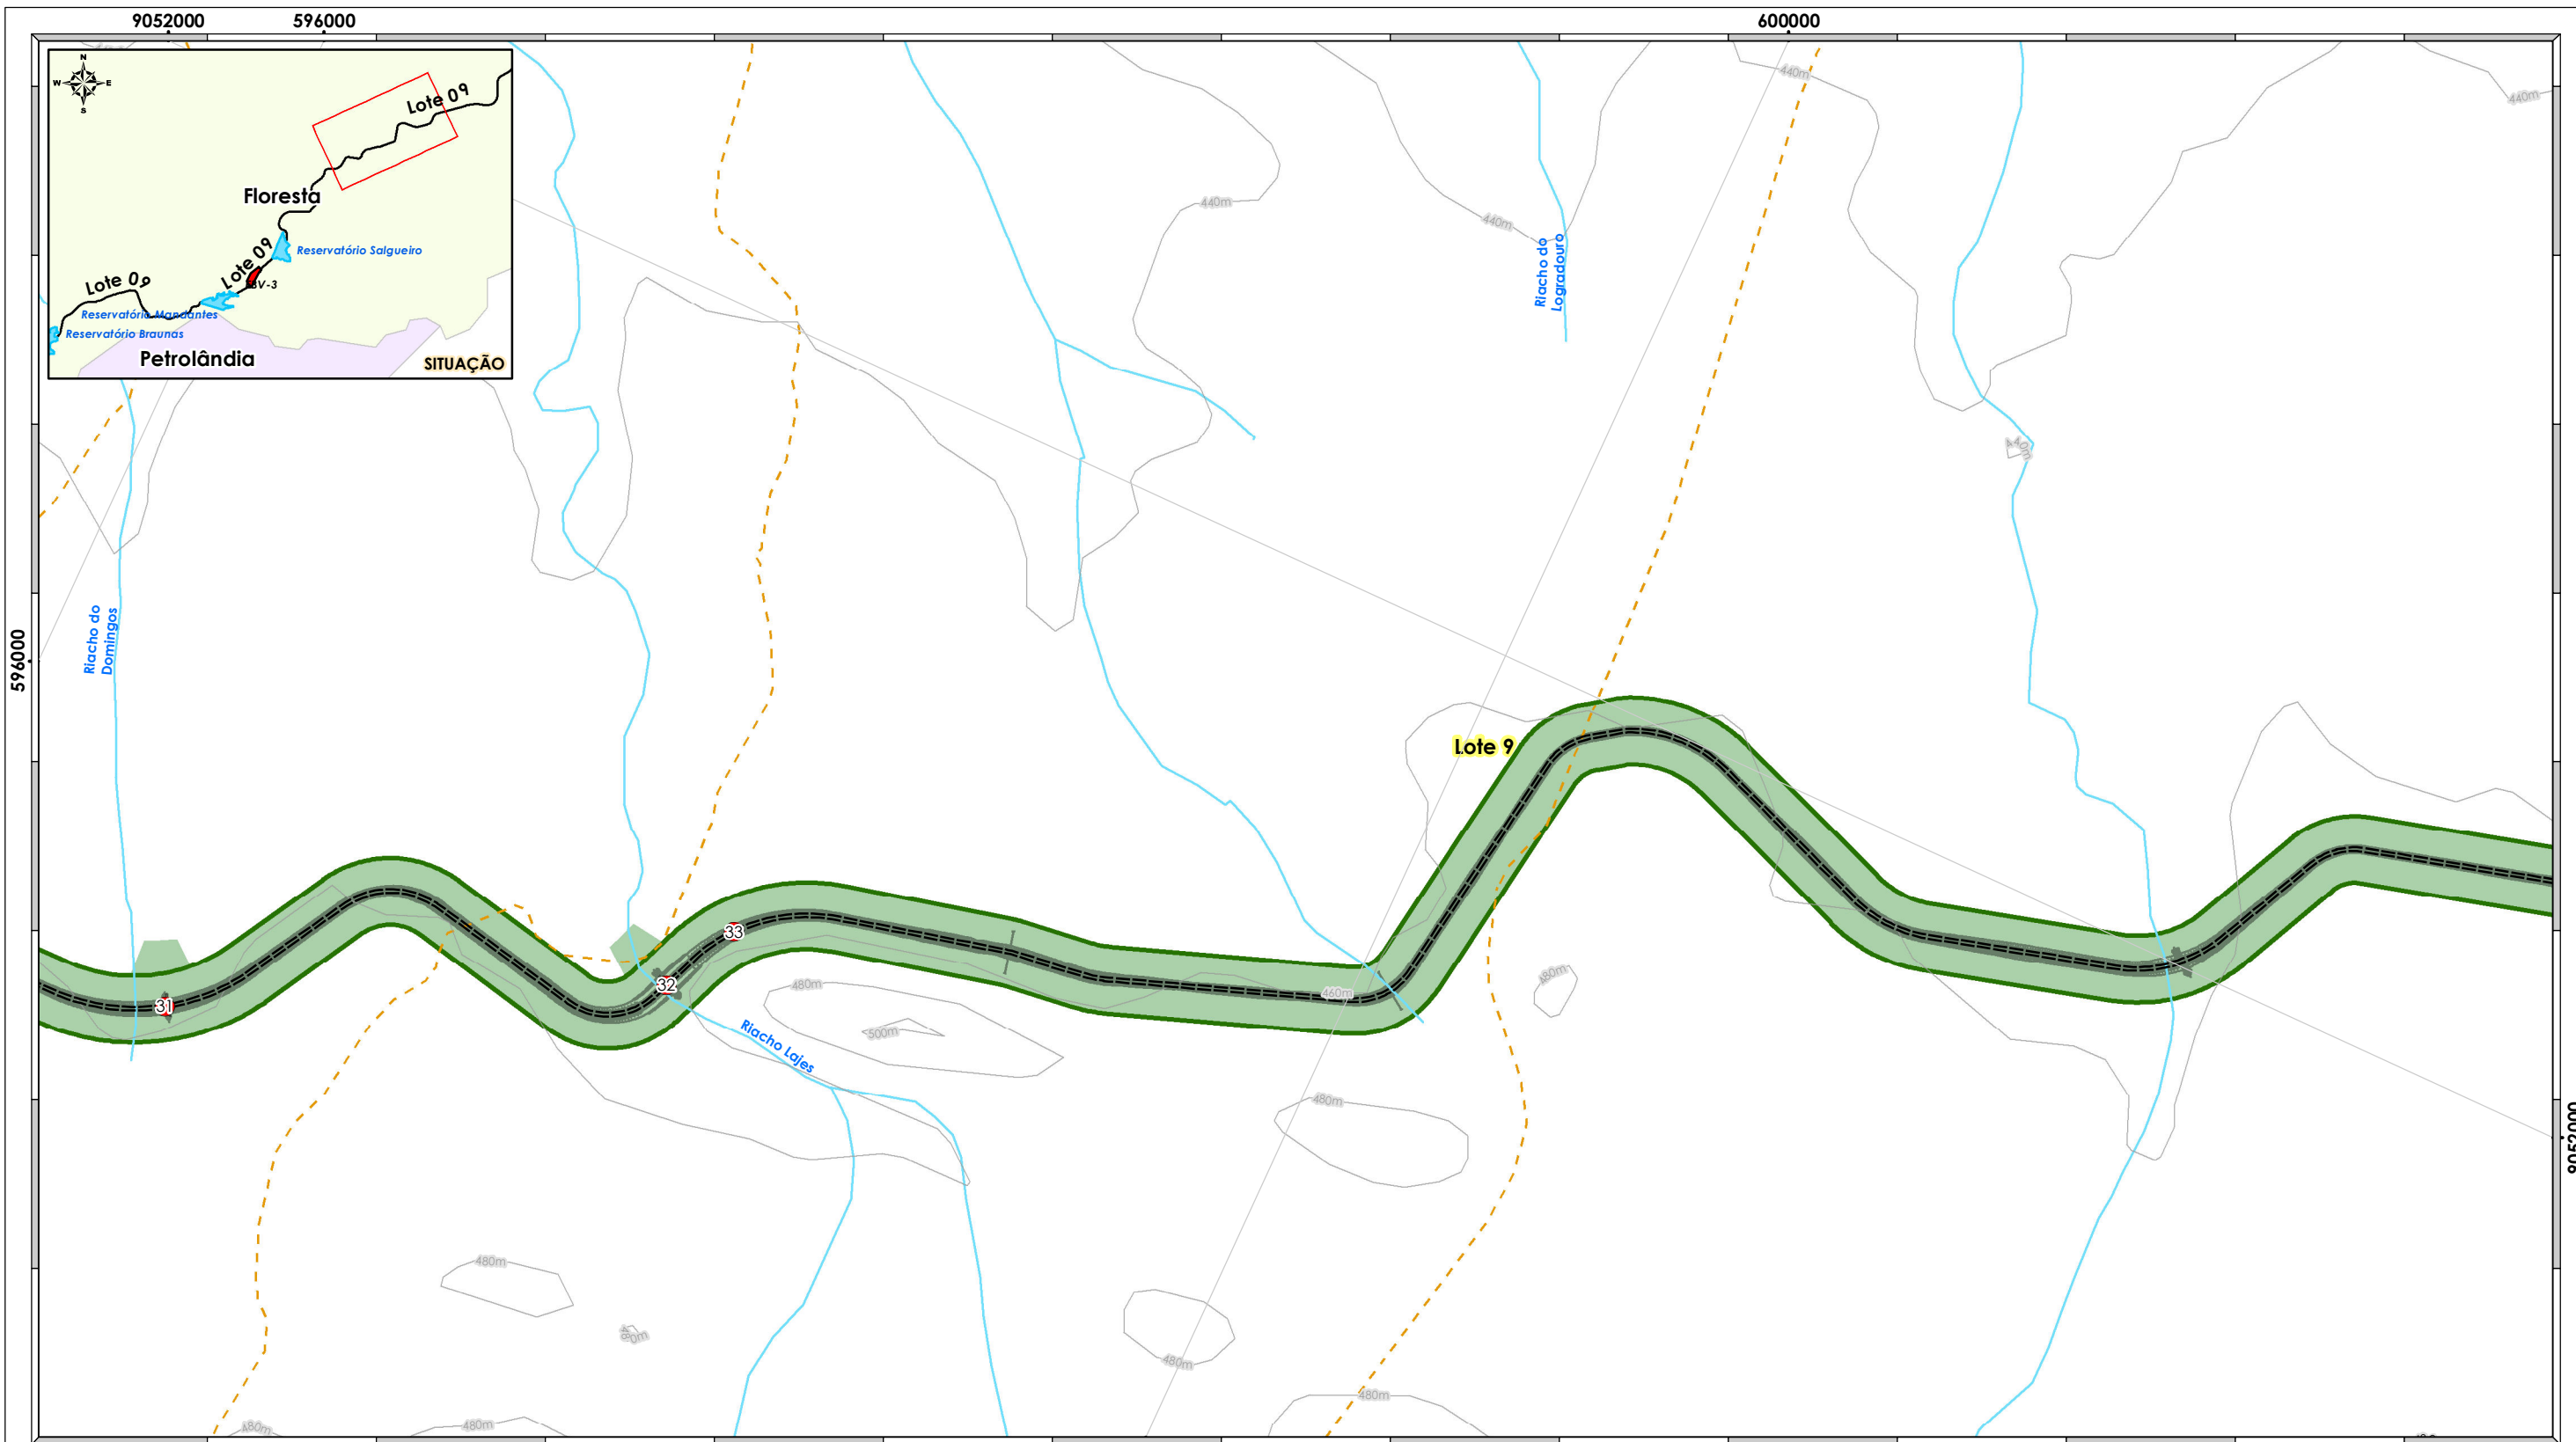 9052000
596000
600000
N
W
E
S
Lote 09
Floresta
Reservatório Salgueiro
Lote 09
Lote 09
Reservatório Mandantes
Reservatório Braunas
Petrolândia
SITUAÇÃO
440m
440m
440m
440m
440m
Riacho do
Logradouro
596000
Riacho do
Domingos
Lote 9
31
32
33
480m
500m
460m
480m
480m
Riacho Lajes
9052000
480m
480m
480m
480m
480m
480m